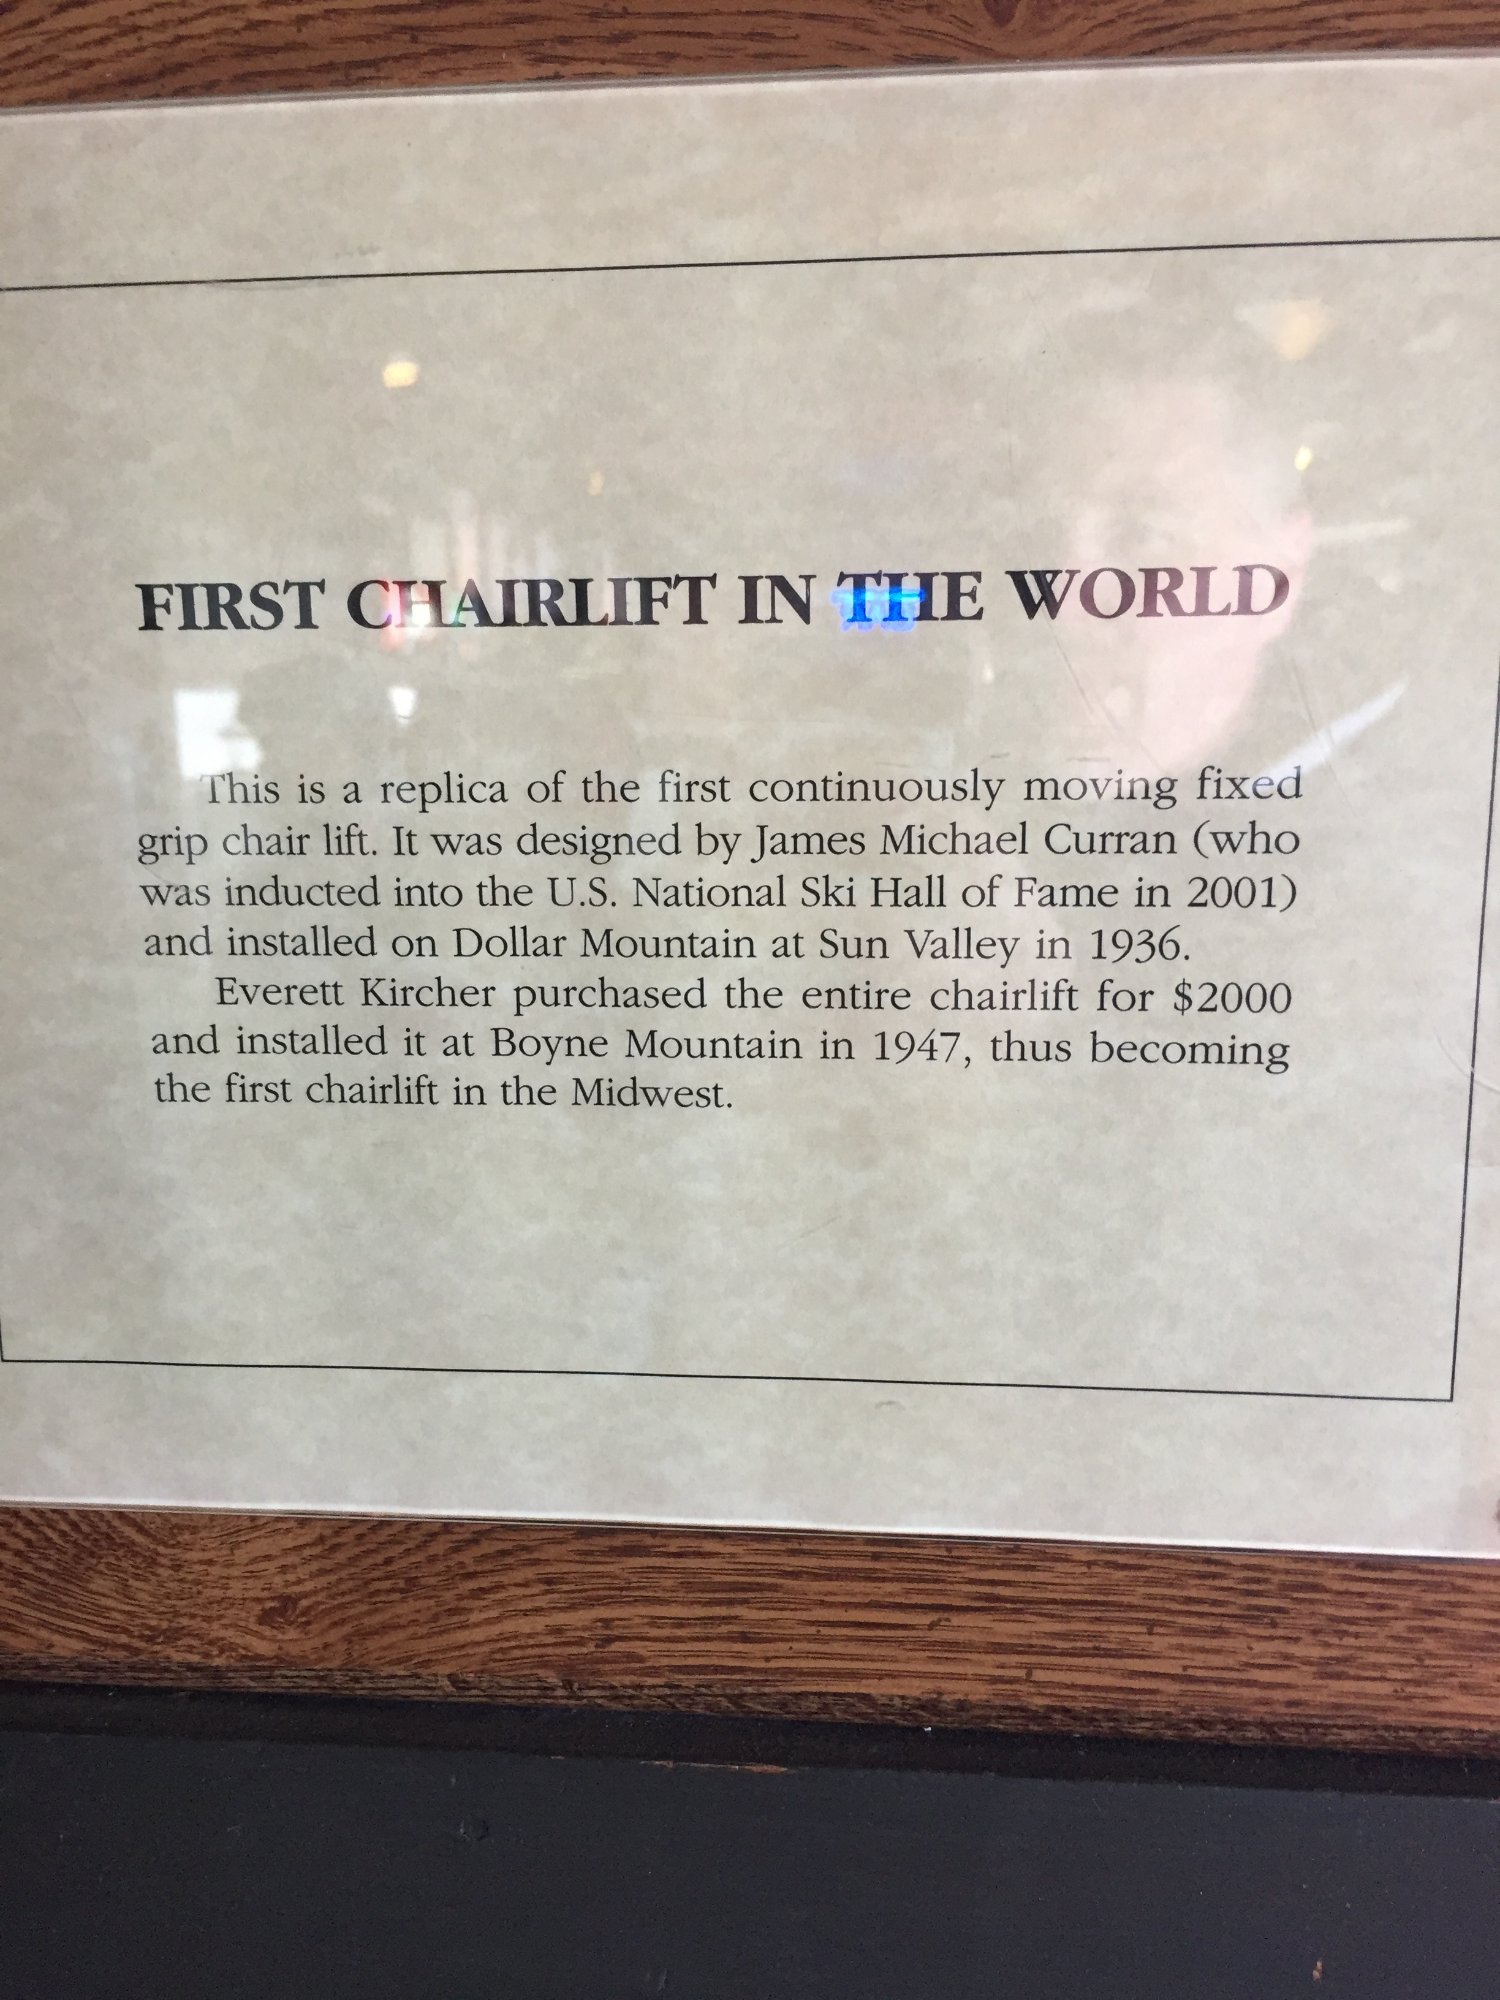 FIRST CHAIRLIFT IN THE WORLD
This is a replica of the first continuously moving fixed
grip chair lift. It was designed by James Michael Curran (who
was inducted into the U.S. National Ski Hall of Fame in 2001)
and installed on Dollar Mountain at Sun Valley in 1936.
Everett Kircher purchased the entire chairlift for $2000
and installed it at Boyne Mountain in 1947, thus becoming
the first chairlift in the Midwest.